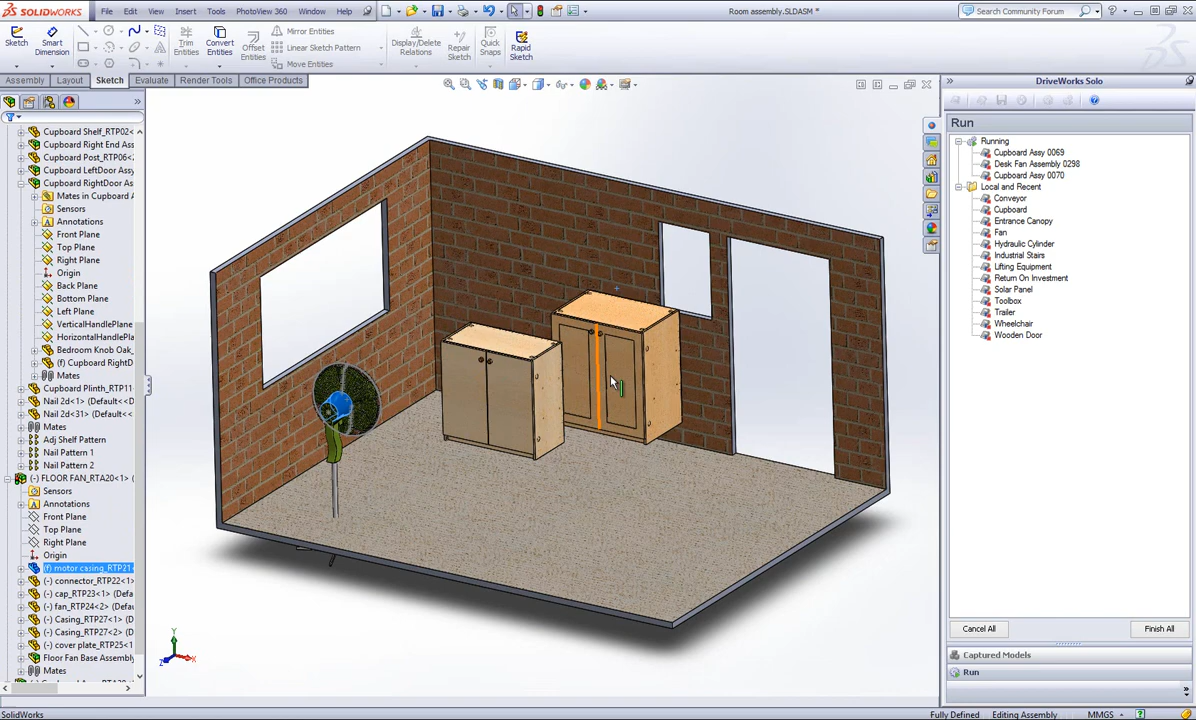 SOLIDWORKS
File Edit View Insert Tools PhotoView 360 Window Help
Room assembly.SLDASM *
Search Community Forum
Sketch
Smart Dimension
Trim Entities
Convert Entities
Offset Entities
Mirror Entities
Linear Sketch Pattern
Move Entities
Display/Delete Relations
Repair Sketch
Quick Snaps
Rapid Sketch
Assembly Layout Sketch Evaluate Render Tools Office Products
Cupboard Shelf_RTP02<
Cupboard Right End Ass
Cupboard Post_RTP06<2
Cupboard LeftDoor Ass
Cupboard RightDoor As
Mates in Cupboard A
Sensors
Annotations
Front Plane
Top Plane
Right Plane
Origin
Back Plane
Bottom Plane
Left Plane
VerticalHandlePlane
HorizontalHandlePla
Bedroom Knob Oak_
(f) Cupboard RightD
Mates
Cupboard Plinth_RTP11
Nail 2d<1>
Nail 2d<31>
Mates
Adj Shelf Pattern
Nail Pattern 1
Nail Pattern 2
(-) FLOOR FAN_RTA20<1>
Sensors
Annotations
Front Plane
Top Plane
Right Plane
Origin
(f) motor casing_RTP21<
(-) connector_RTP22<1>
(-) cap_RTP23<1> (Defa
(-) fan_RTP24<2> (Defau
(-) Casing_RTP27<1> (D
(-) Casing_RTP27<2> (D
(-) cover plate_RTP25<1
Floor Fan Base Assembly
Mates
Y
X
Z
DriveWorks Solo
Run
Running
Cupboard Assy 0069
Desk Fan Assembly 0298
Cupboard Assy 0070
Local and Recent
Conveyor
Cupboard
Entrance Canopy
Fan
Hydraulic Cylinder
Industrial Stairs
Lifting Equipment
Return On Investment
Solar Panel
Toolbox
Trailer
Wheelchair
Wooden Door
Cancel All
Finish All
Captured Models
Run
SolidWorks
Fully Defined Editing Assembly MMGS